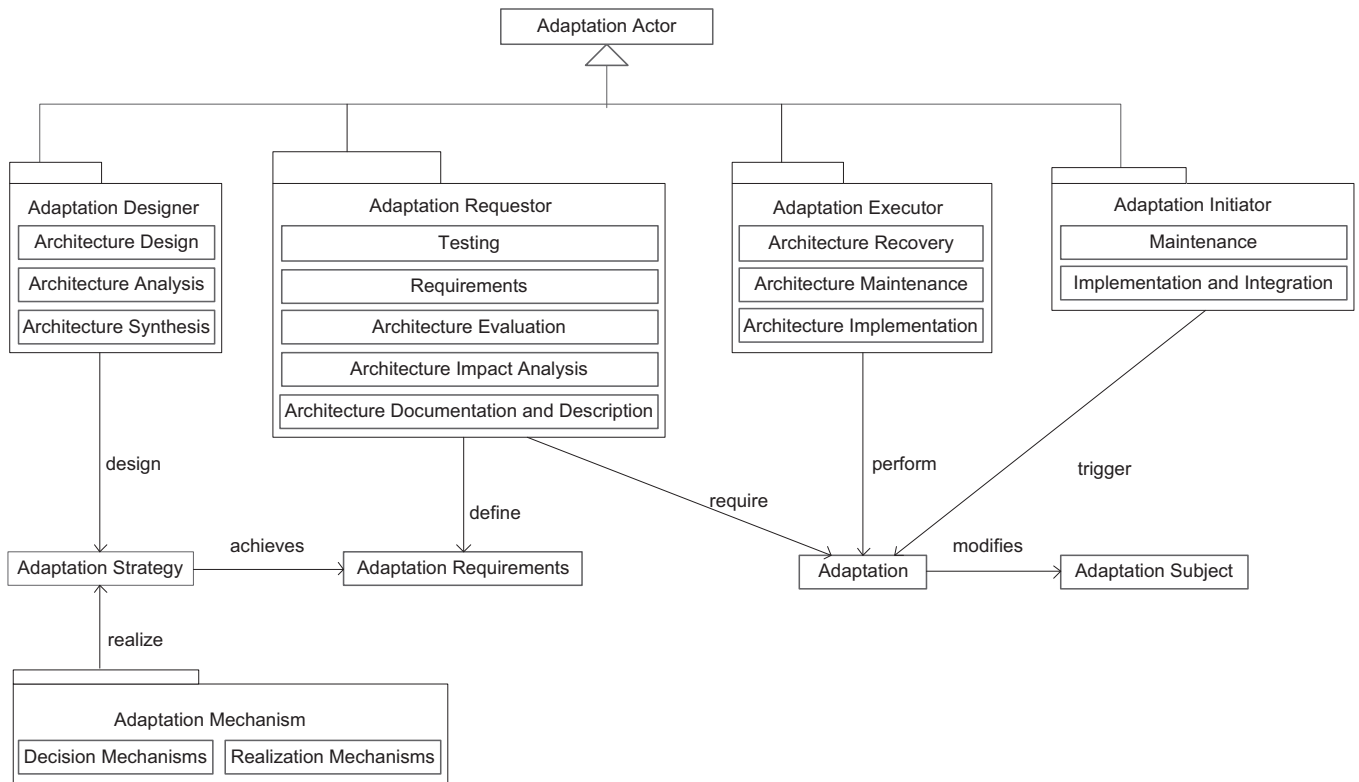 Adaptation Actor
Adaptation Designer
Architecture Design
Architecture Analysis
Architecture Synthesis
Adaptation Requestor
Testing
Requirements
Architecture Evaluation
Architecture Impact Analysis
Architecture Documentation and Description
Adaptation Executor
Architecture Recovery
Architecture Maintenance
Architecture Implementation
Adaptation Initiator
Maintenance
Implementation and Integration
design
define
require
perform
trigger
Adaptation Strategy
achieves
Adaptation Requirements
Adaptation
modifies
Adaptation Subject
realize
Adaptation Mechanism
Decision Mechanisms
Realization Mechanisms